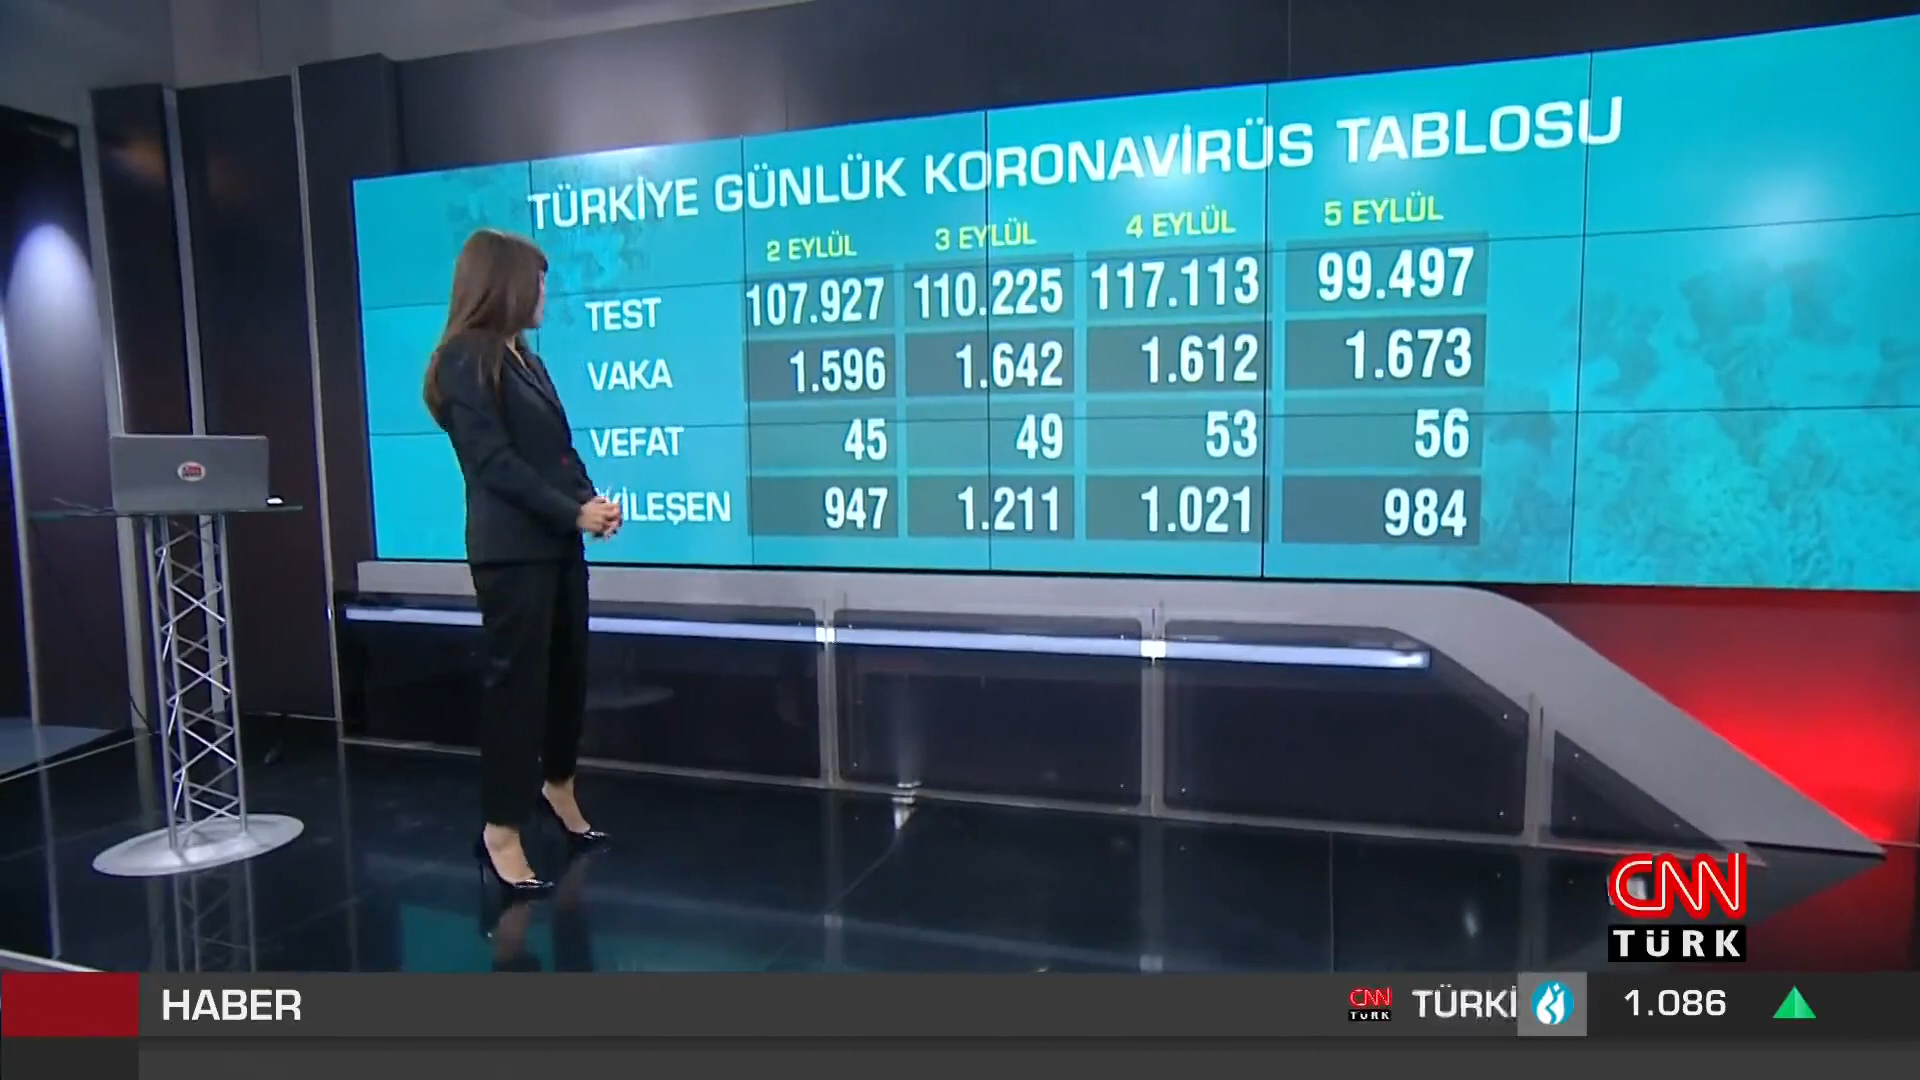 TÜRKİYE GÜNLÜK KORONAVİRÜS TABLOSU
2 EYLÜL 3 EYLÜL 4 EYLÜL 5 EYLÜL
TEST 107.927 110.225 117.113 99.497
VAKA 1.596 1.642 1.612 1.673
VEFAT 45 49 53 56
İLEŞEN 947 1.211 1.021 984
CNN
TÜRK
HABER CNN TÜRK TÜRKİ 1.086